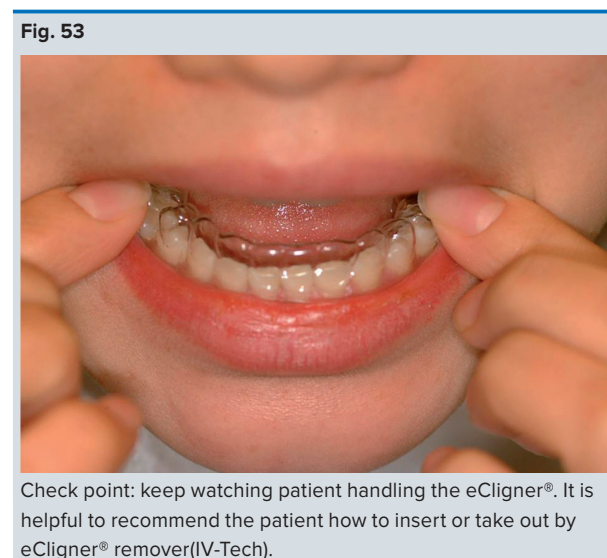 Fig. 53
Check point: keep watching patient handling the eCligner®. It is
helpful to recommend the patient how to insert or take out by
eCligner® remover(IV-Tech).